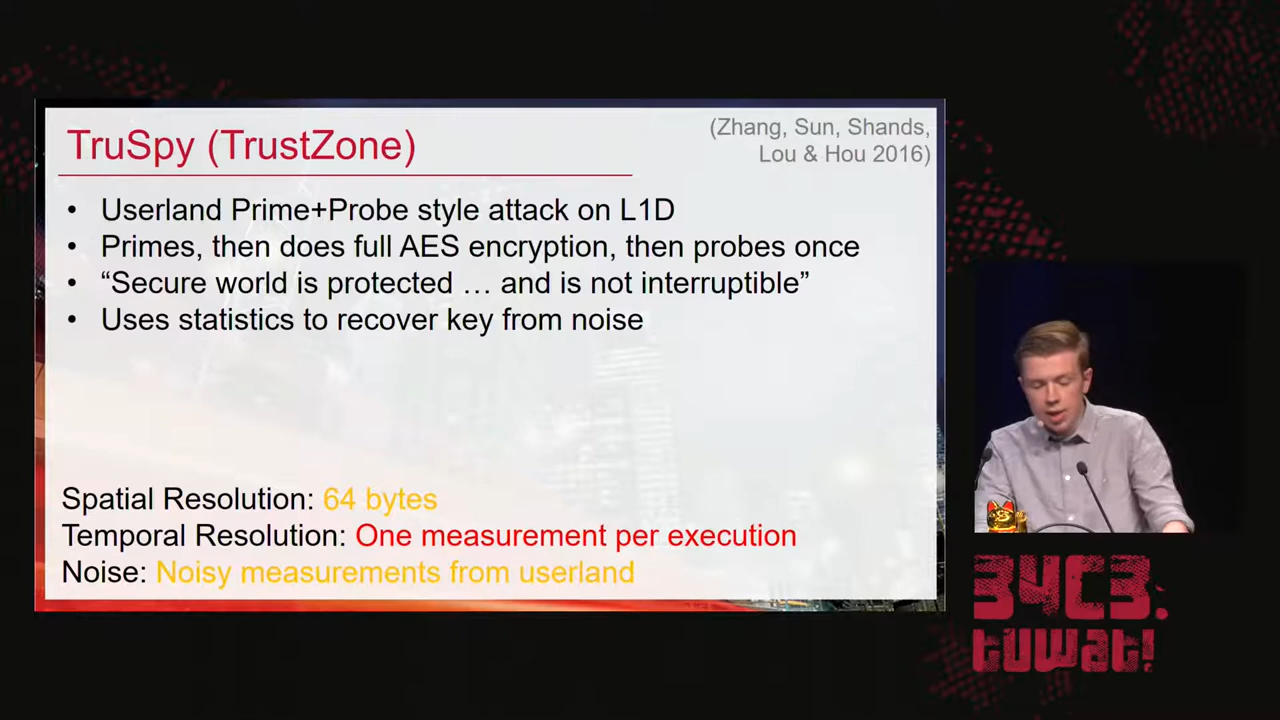 TruSpy (TrustZone)
(Zhang, Sun, Shands,
Lou & Hou 2016)
• Userland Prime+Probe style attack on L1D
• Primes, then does full AES encryption, then probes once
• “Secure world is protected … and is not interruptible”
• Uses statistics to recover key from noise
Spatial Resolution: 64 bytes
Temporal Resolution: One measurement per execution
Noise: Noisy measurements from userland
34C3:
tuwat!